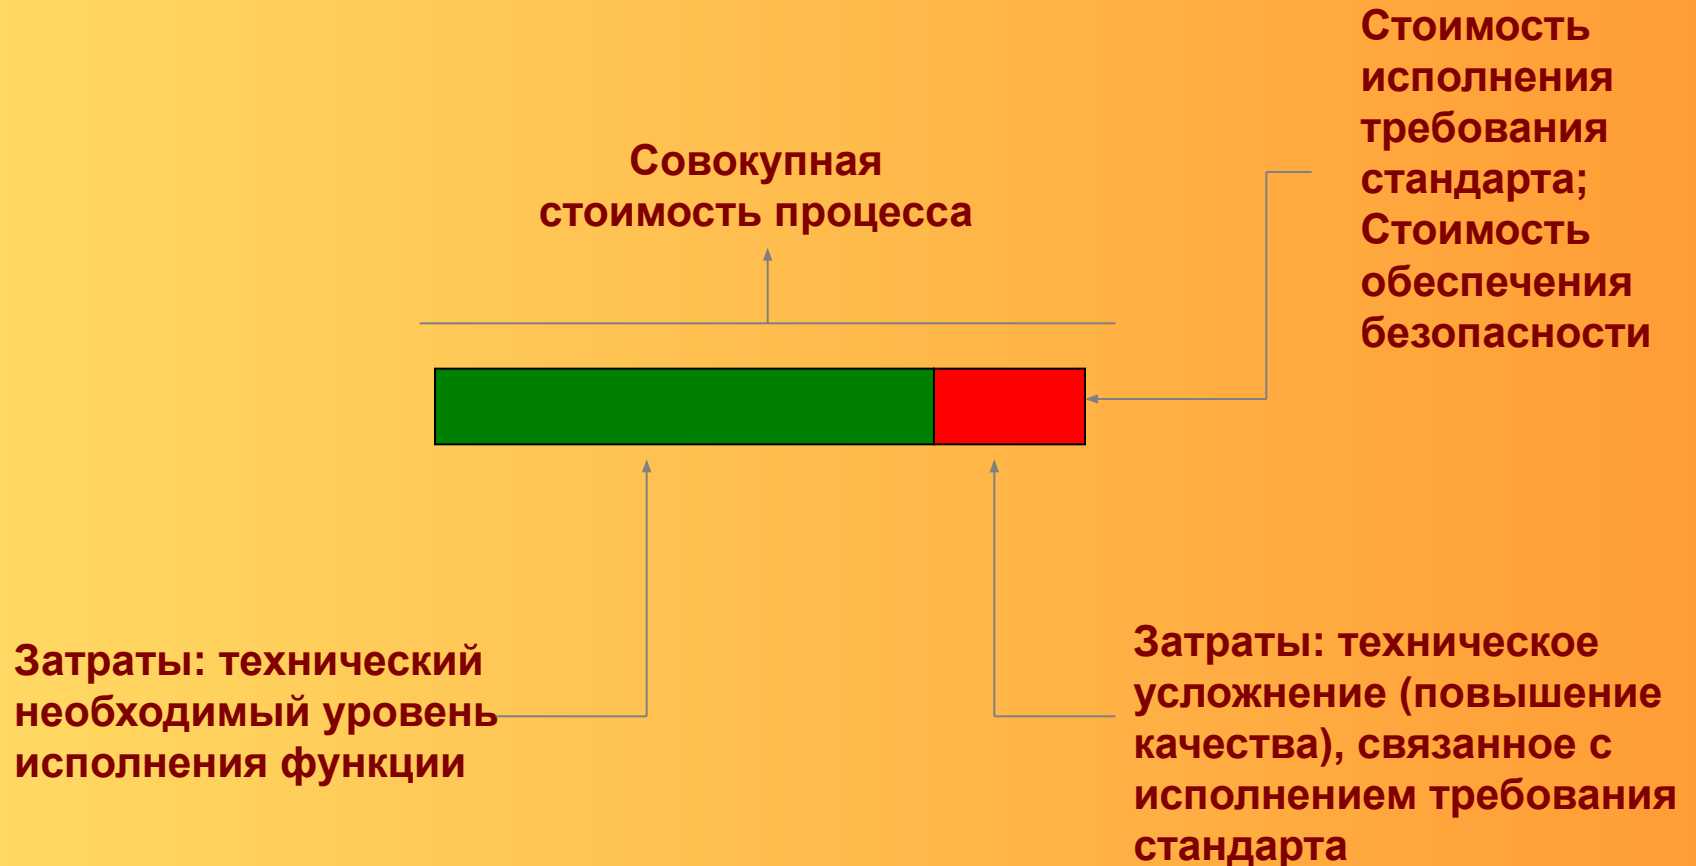 Стоимость
исполнения
требования
стандарта;
Стоимость
обеспечения
безопасности
Совокупная
стоимость процесса
Затраты: технический
необходимый уровень
исполнения функции
Затраты: техническое
усложнение (повышение
качества), связанное с
исполнением требования
стандарта